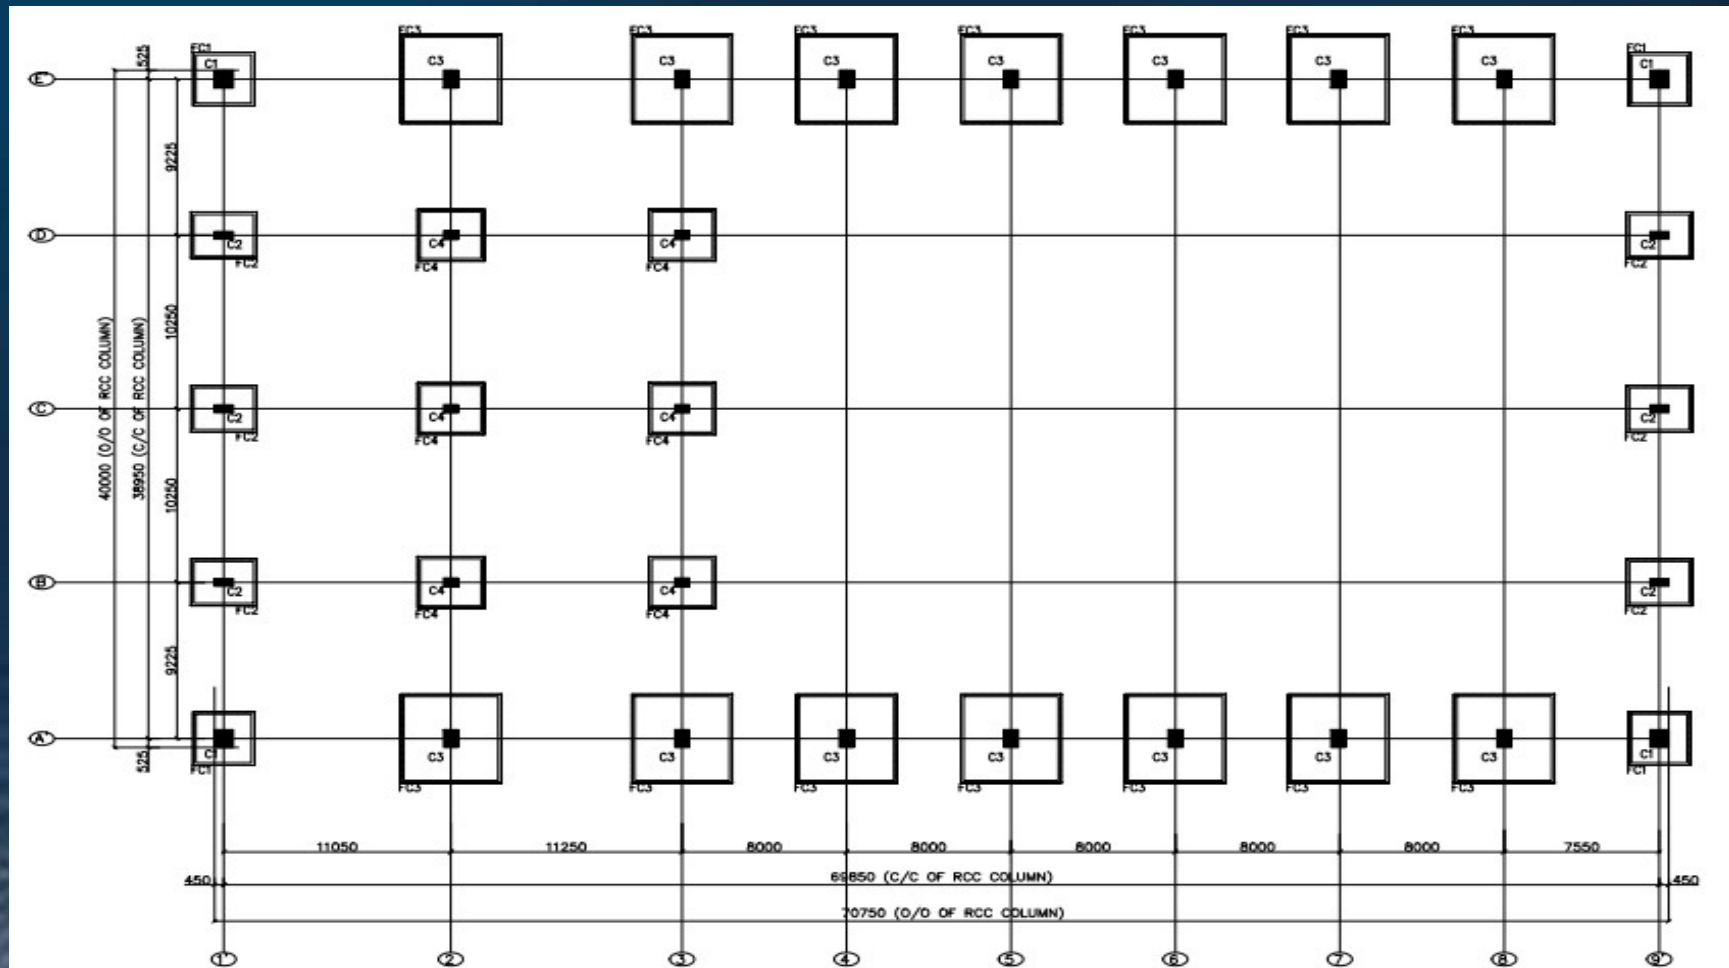 FC1 FC3 FC3 FC3 FC3 FC3 FC3 FC3 FC1
C1 C3 C3 C3 C3 C3 C3 C3 C1
525
E
9225
D
C2 C4 C4 C2
FC2 FC4 FC4 FC2
10250
40000 (O/O OF RCC COLUMN)
38950 (C/C OF RCC COLUMN)
C
C2 C4 C4 C2
FC2 FC4 FC4 FC2
10250
B
C2 C4 C4 C2
FC2 FC4 FC4 FC2
9225
A
525
C1 C3 C3 C3 C3 C3 C3 C3 C1
FC1 FC3 FC3 FC3 FC3 FC3 FC3 FC3 FC1
11050 11250 8000 8000 8000 8000 8000 7550
450 69850 (C/C OF RCC COLUMN) 450
70750 (O/O OF RCC COLUMN)
1 2 3 4 5 6 7 8 9